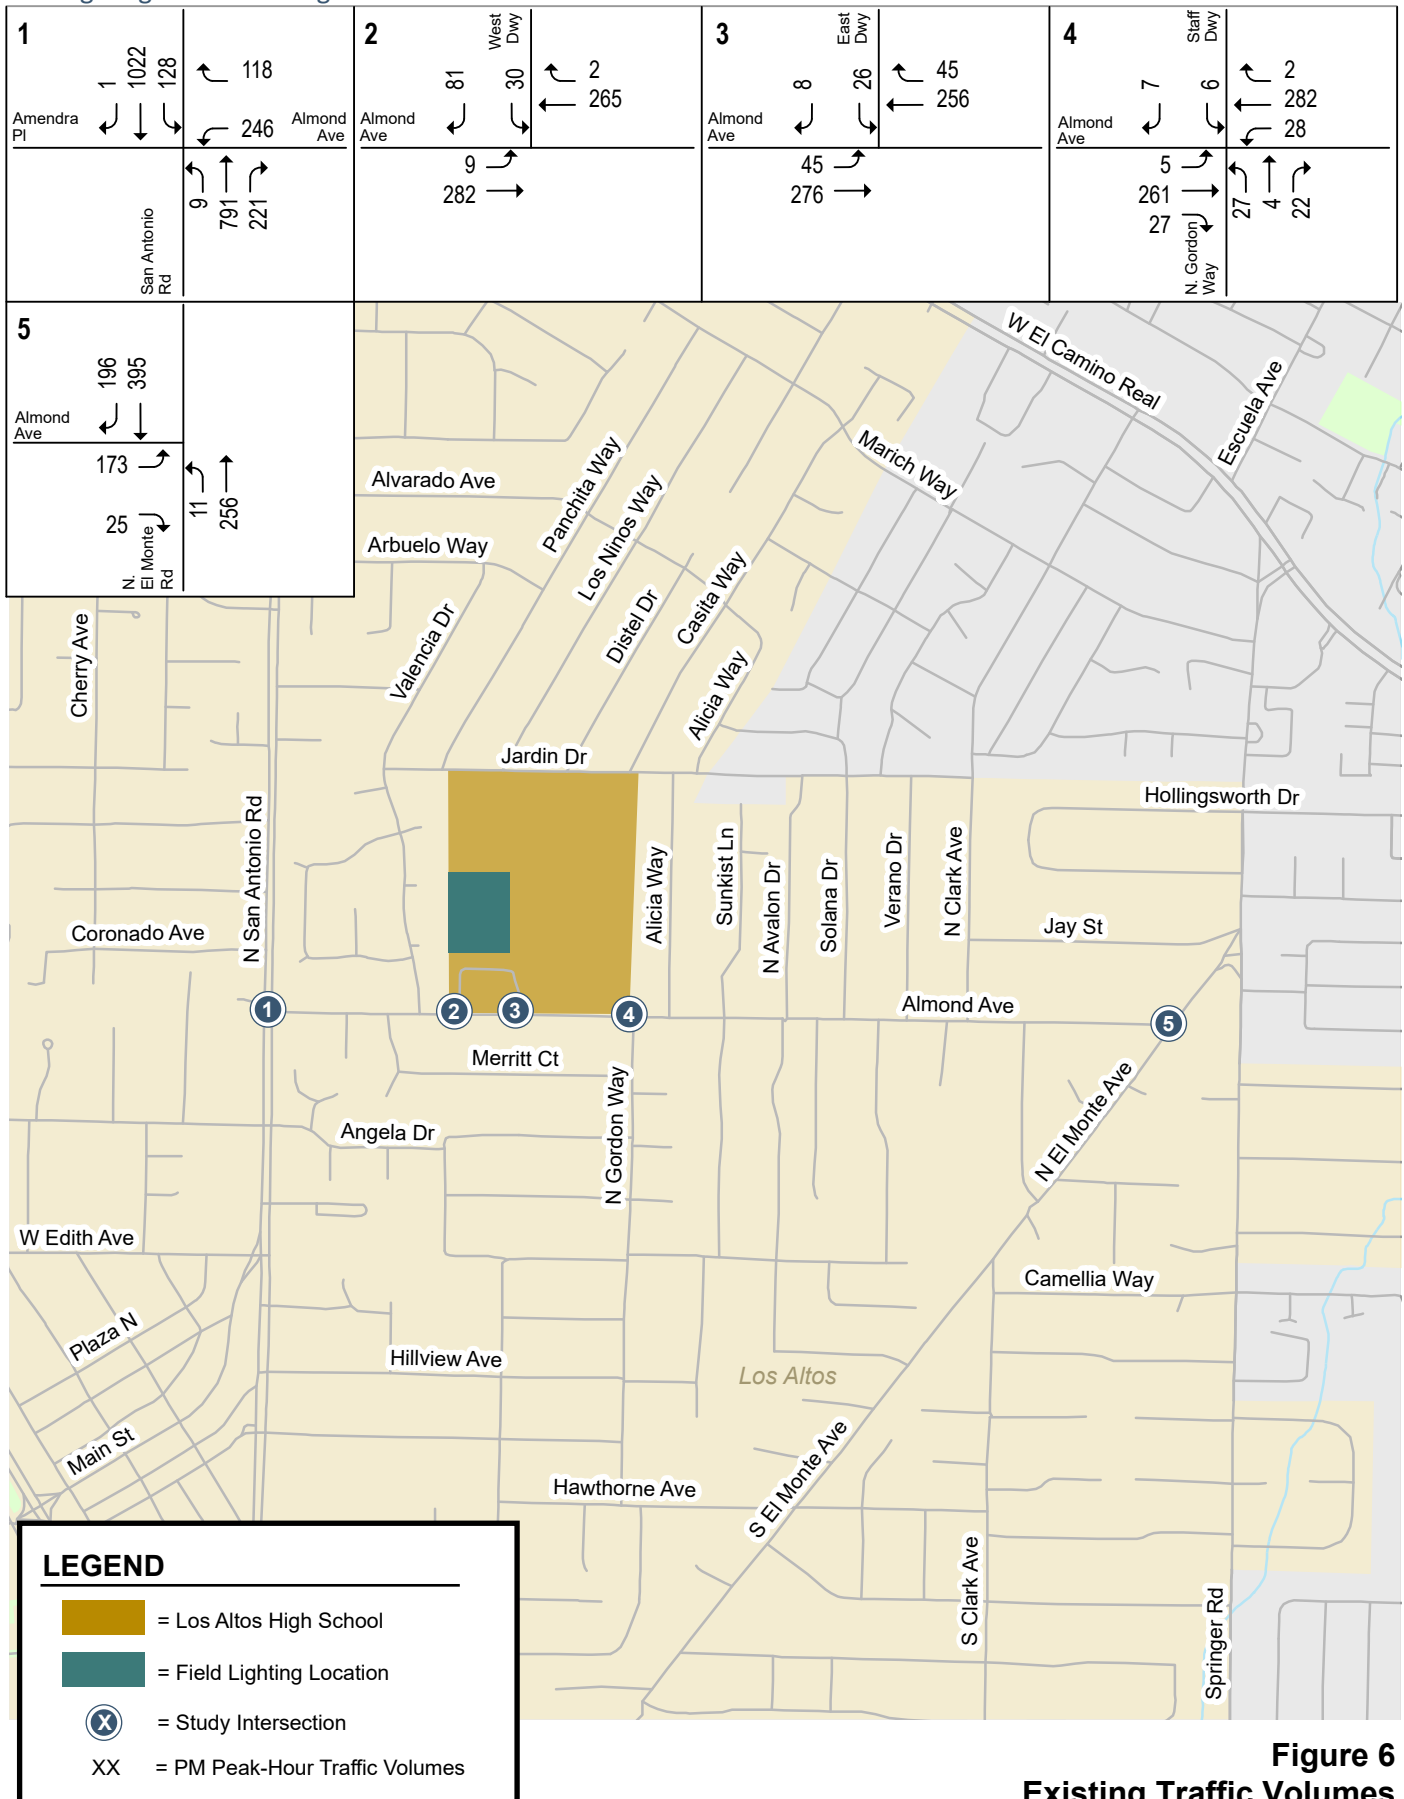 1
1
1022
128
118
246
Amendra
Pl
Almond
Ave
9
791
221
San Antonio
Rd
2
West
Dwy
81
30
2
265
Almond
Ave
9
282
3
East
Dwy
8
26
45
256
Almond
Ave
45
276
4
Staff
Dwy
7
6
2
282
28
Almond
Ave
5
261
27
27
4
22
N. Gordon
Way
5
196
395
Almond
Ave
173
25
11
256
N.
El Monte
Rd
W El Camino Real
Escuela Ave
Marich Way
Alvarado Ave
Panchita Way
Los Ninos Way
Arbuelo Way
Casita Way
Distel Dr
Valencia Dr
Cherry Ave
Alicia Way
Jardin Dr
Hollingsworth Dr
N San Antonio Rd
Alicia Way
Sunkist Ln
N Avalon Dr
Solana Dr
Verano Dr
N Clark Ave
Coronado Ave
Jay St
Almond Ave
1
2
3
4
5
Merritt Ct
N Gordon Way
N El Monte Ave
Angela Dr
W Edith Ave
Camellia Way
Plaza N
Hillview Ave
Los Altos
Main St
S El Monte Ave
Hawthorne Ave
S Clark Ave
Springer Rd
LEGEND
= Los Altos High School
= Field Lighting Location
X = Study Intersection
XX = PM Peak-Hour Traffic Volumes
Figure 6
Existing Traffic Volumes